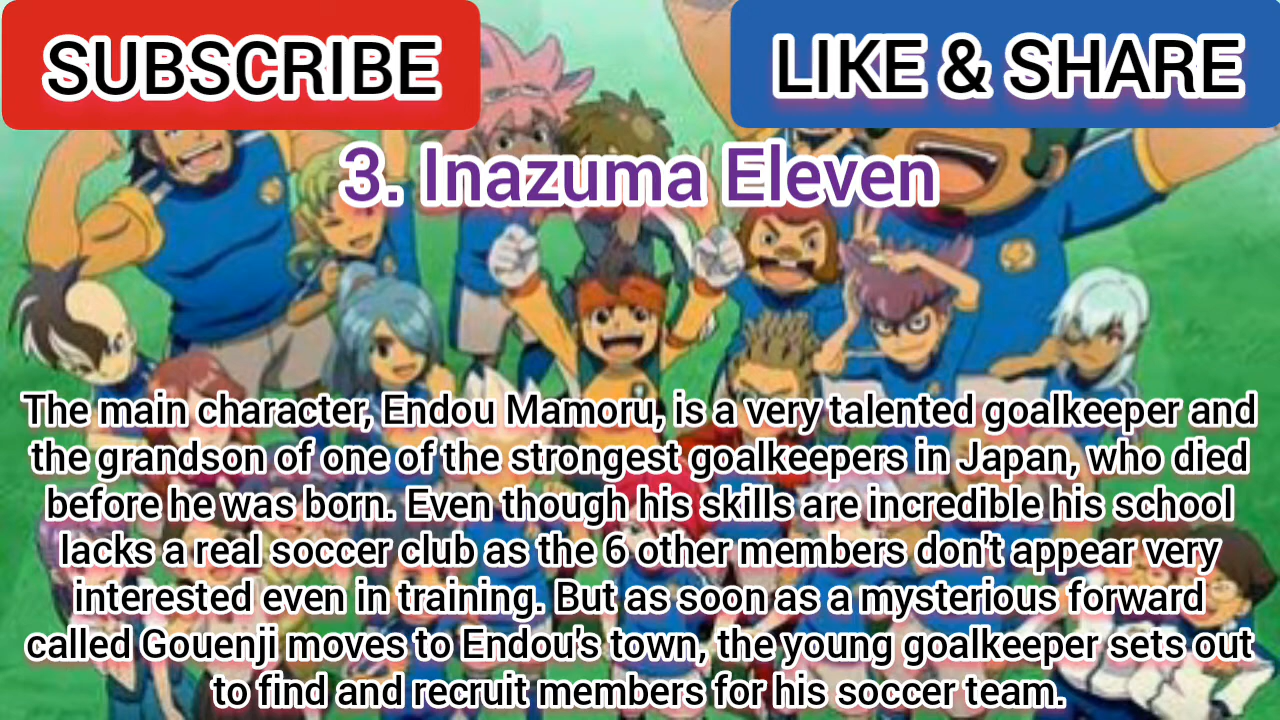 SUBSCRIBE
LIKE & SHARE
3. Inazuma Eleven
The main character, Endou Mamoru, is a very talented goalkeeper and
the grandson of one of the strongest goalkeepers in Japan, who died
before he was born. Even though his skills are incredible his school
lacks a real soccer club as the 6 other members don't appear very
interested even in training. But as soon as a mysterious forward
called Gouenji moves to Endou's town, the young goalkeeper sets out
to find and recruit members for his soccer team.